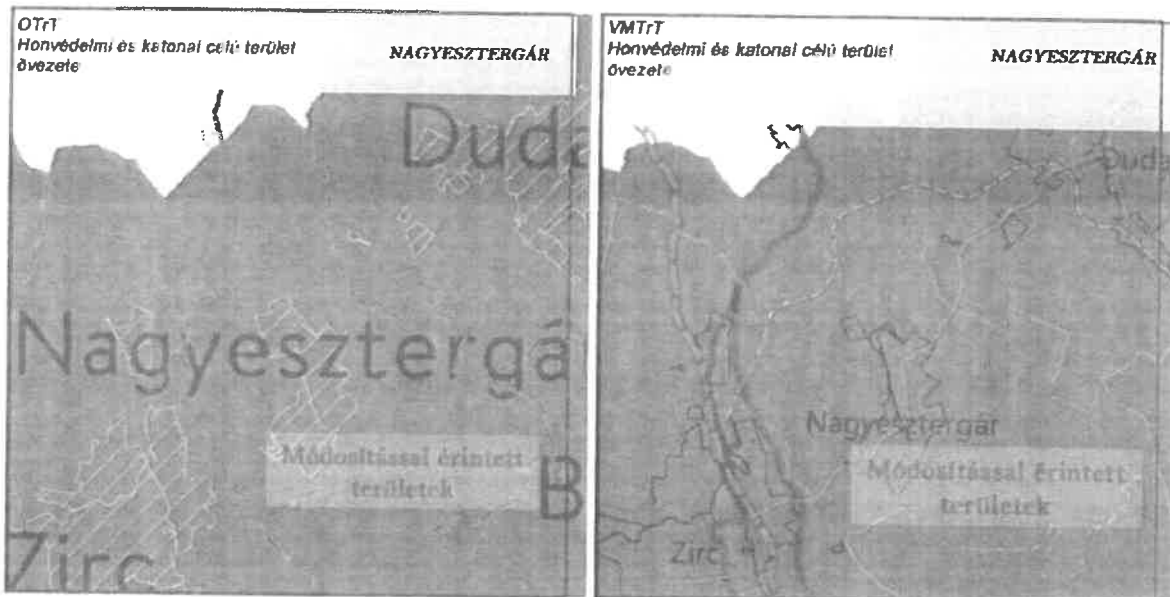 OTrT
Honvédelmi és katonai célú terület
övezete
NAGYESZTERGÁR
Duda
Nagyesztergá
Módosítással érintett
területek
B
Zirc
VMTrT
Honvédelmi és katonai célú terület
övezete
NAGYESZTERGÁR
Duda
Nagyesztergár
Módosítással érintett
területek
Zirc